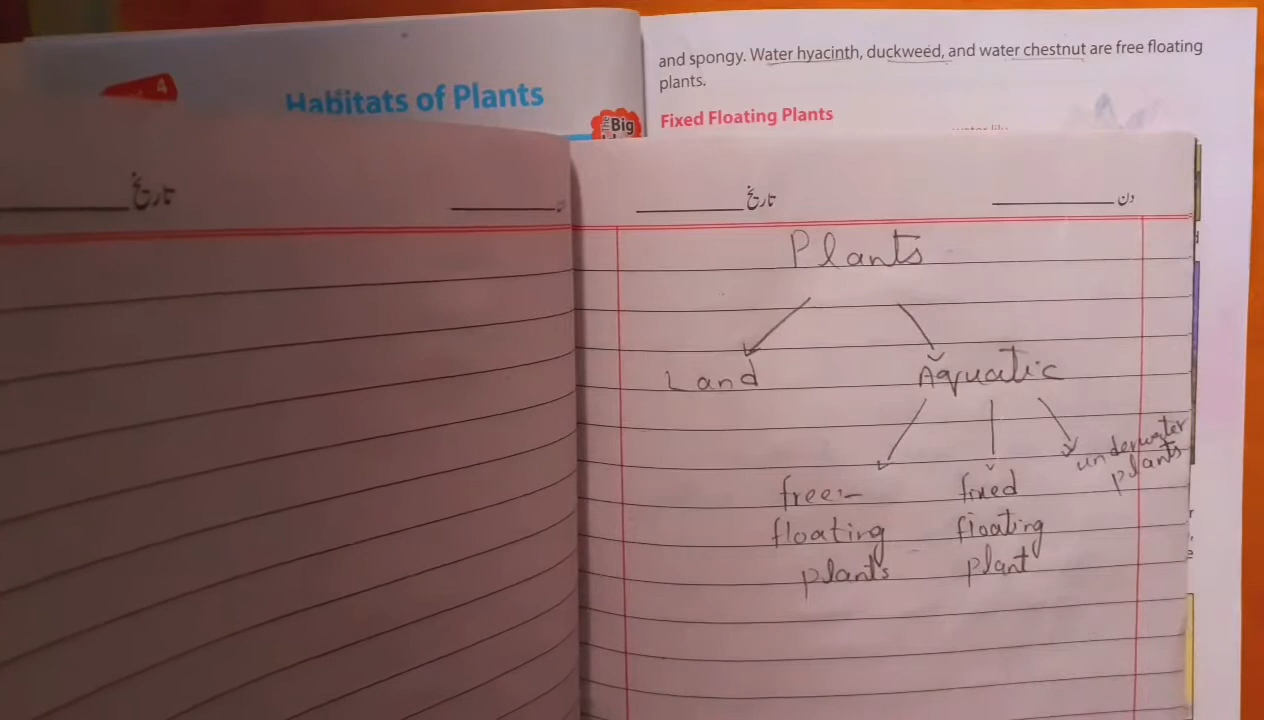 4
Habitats of Plants
The Big
and spongy. Water hyacinth, duckweed, and water chestnut are free floating
plants.
Fixed Floating Plants
تاریخ
تاریخ
دن
Plants
Land
Aquatic
free:-
floating
plants
fixed
floating
plant
underwater
plants